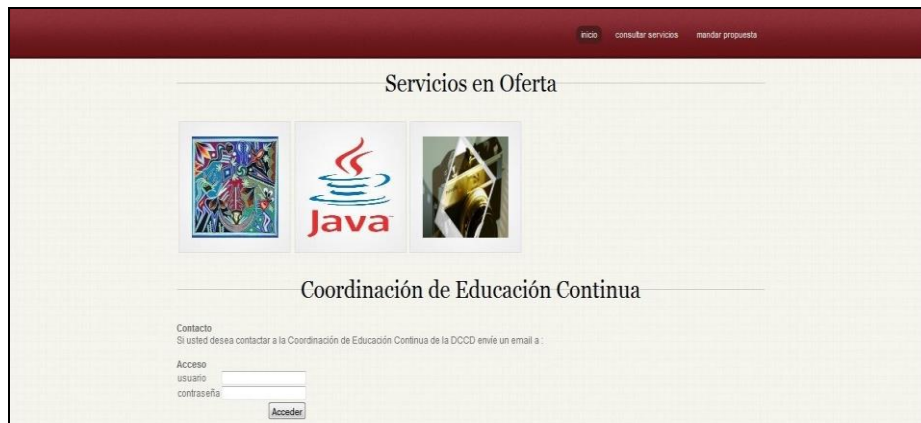 inicio consultar servicios mandar propuesta
Servicios en Oferta
Java
Coordinación de Educación Continua
Contacto
Si usted desea contactar a la Coordinación de Educación Continua de la DCCD envíe un email a :
Acceso
usuario
contraseña
Acceder